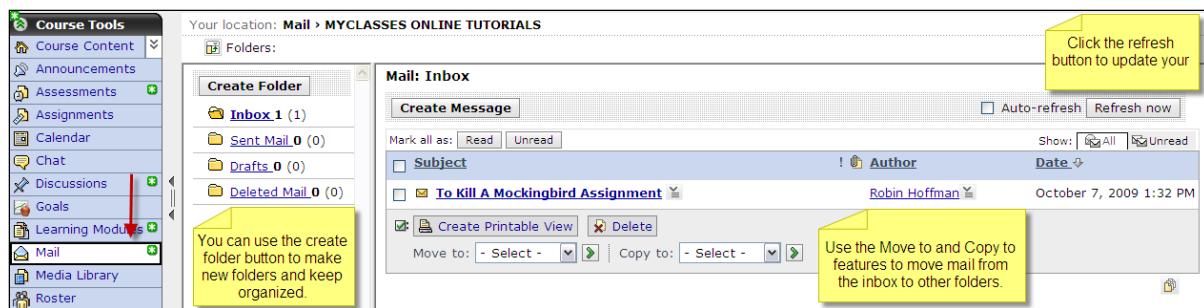 Course Tools
Course Content
Announcements
Assessments
Assignments
Calendar
Chat
Discussions
Goals
Learning Modules
Mail
Media Library
Roster
Your location: Mail › MYCLASSES ONLINE TUTORIALS
Folders:
Create Folder
Inbox 1 (1)
Sent Mail 0 (0)
Drafts 0 (0)
Deleted Mail 0 (0)
You can use the create
folder button to make
new folders and keep
organized.
Mail: Inbox
Click the refresh
button to update your
Create Message
Auto-refresh Refresh now
Mark all as: Read Unread
Show: All Unread
Subject ! Author Date
To Kill A Mockingbird Assignment Robin Hoffman October 7, 2009 1:32 PM
Create Printable View Delete
Move to: - Select - Copy to: - Select -
Use the Move to and Copy to
features to move mail from
the inbox to other folders.